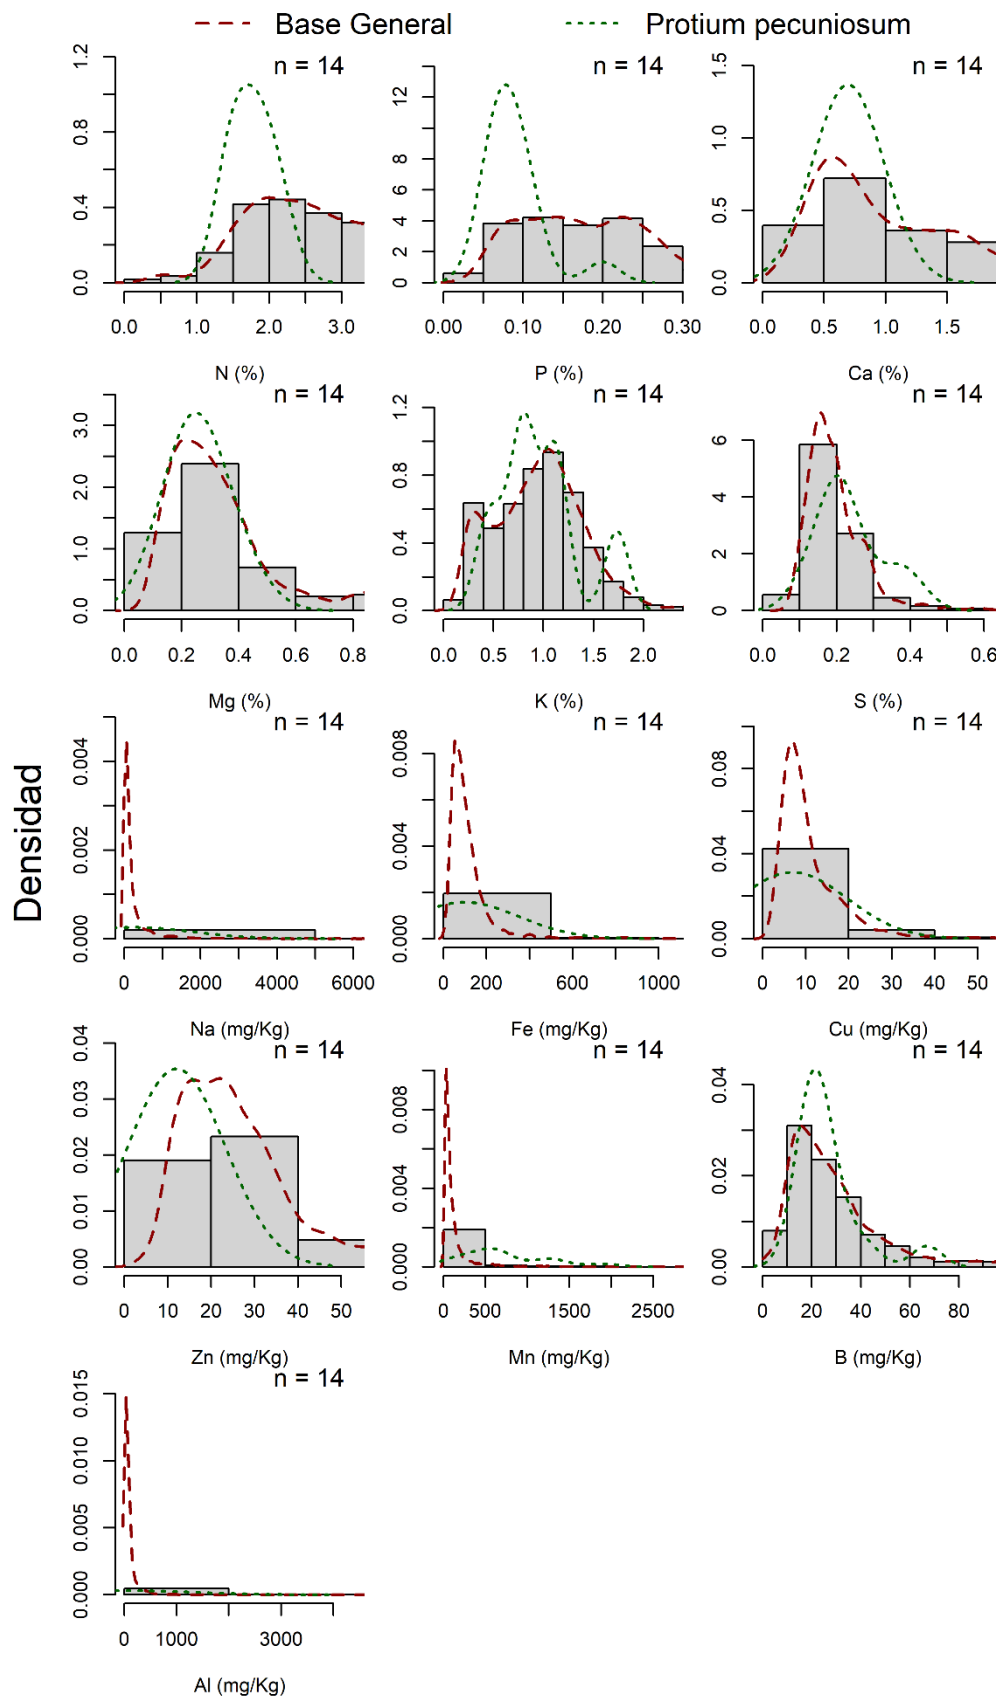 Base General
Protium pecuniosum
Densidad
n = 14
0.0 0.4 0.8 1.2
0.0 1.0 2.0 3.0
N (%)
n = 14
0 2 4 6 8 12
0.00 0.10 0.20 0.30
P (%)
n = 14
0.0 0.5 1.0 1.5
0.0 0.5 1.0 1.5
Ca (%)
n = 14
0.0 1.0 2.0 3.0
0.0 0.2 0.4 0.6 0.8
Mg (%)
n = 14
0.0 0.4 0.8 1.2
0.0 0.5 1.0 1.5 2.0
K (%)
n = 14
0 2 4 6
0.0 0.2 0.4 0.6
S (%)
n = 14
0.000 0.002 0.004
0 2000 4000 6000
Na (mg/Kg)
n = 14
0.000 0.004 0.008
0 200 600 1000
Fe (mg/Kg)
n = 14
0.00 0.04 0.08
0 10 20 30 40 50
Cu (mg/Kg)
n = 14
0.00 0.01 0.02 0.03 0.04
0 10 20 30 40 50
Zn (mg/Kg)
n = 14
0.000 0.004 0.008
0 500 1500 2500
Mn (mg/Kg)
n = 14
0.00 0.02 0.04
0 20 40 60 80
B (mg/Kg)
n = 14
0.000 0.005 0.010 0.015
0 1000 3000
Al (mg/Kg)